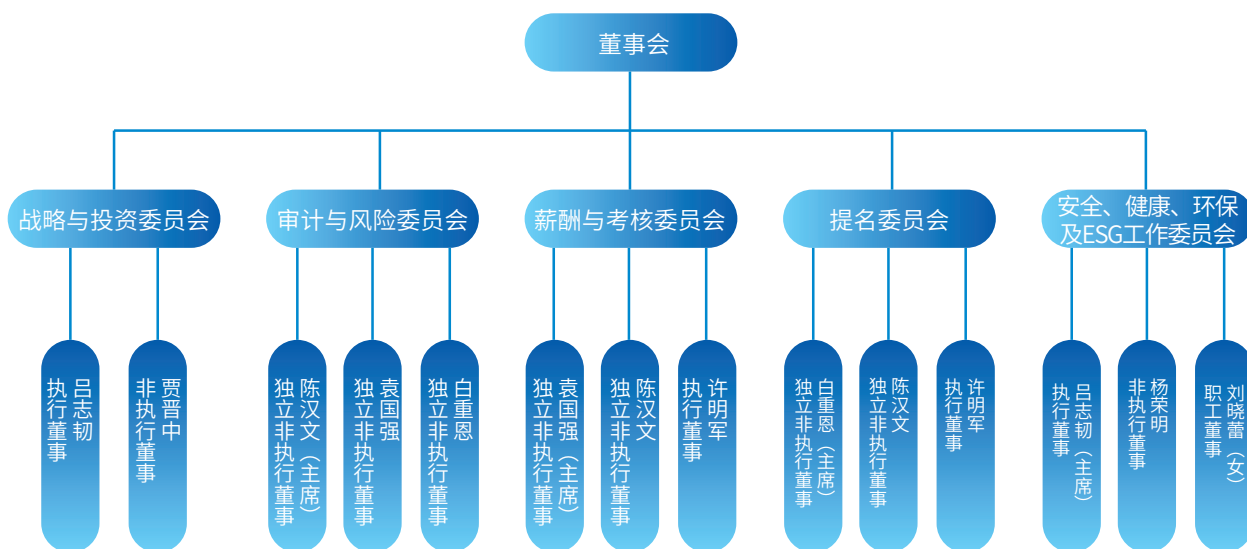 董事会
战略与投资委员会
审计与风险委员会
薪酬与考核委员会
提名委员会
安全、健康、环保
及ESG工作委员会
吕志韧
执行董事
贾晋中
非执行董事
陈汉文（主席）
独立非执行董事
袁国强
独立非执行董事
白重恩
独立非执行董事
袁国强（主席）
独立非执行董事
陈汉文
独立非执行董事
许明军
执行董事
白重恩（主席）
独立非执行董事
陈汉文
独立非执行董事
许明军
执行董事
吕志韧（主席）
执行董事
杨荣明
非执行董事
刘晓蕾（女）
职工董事